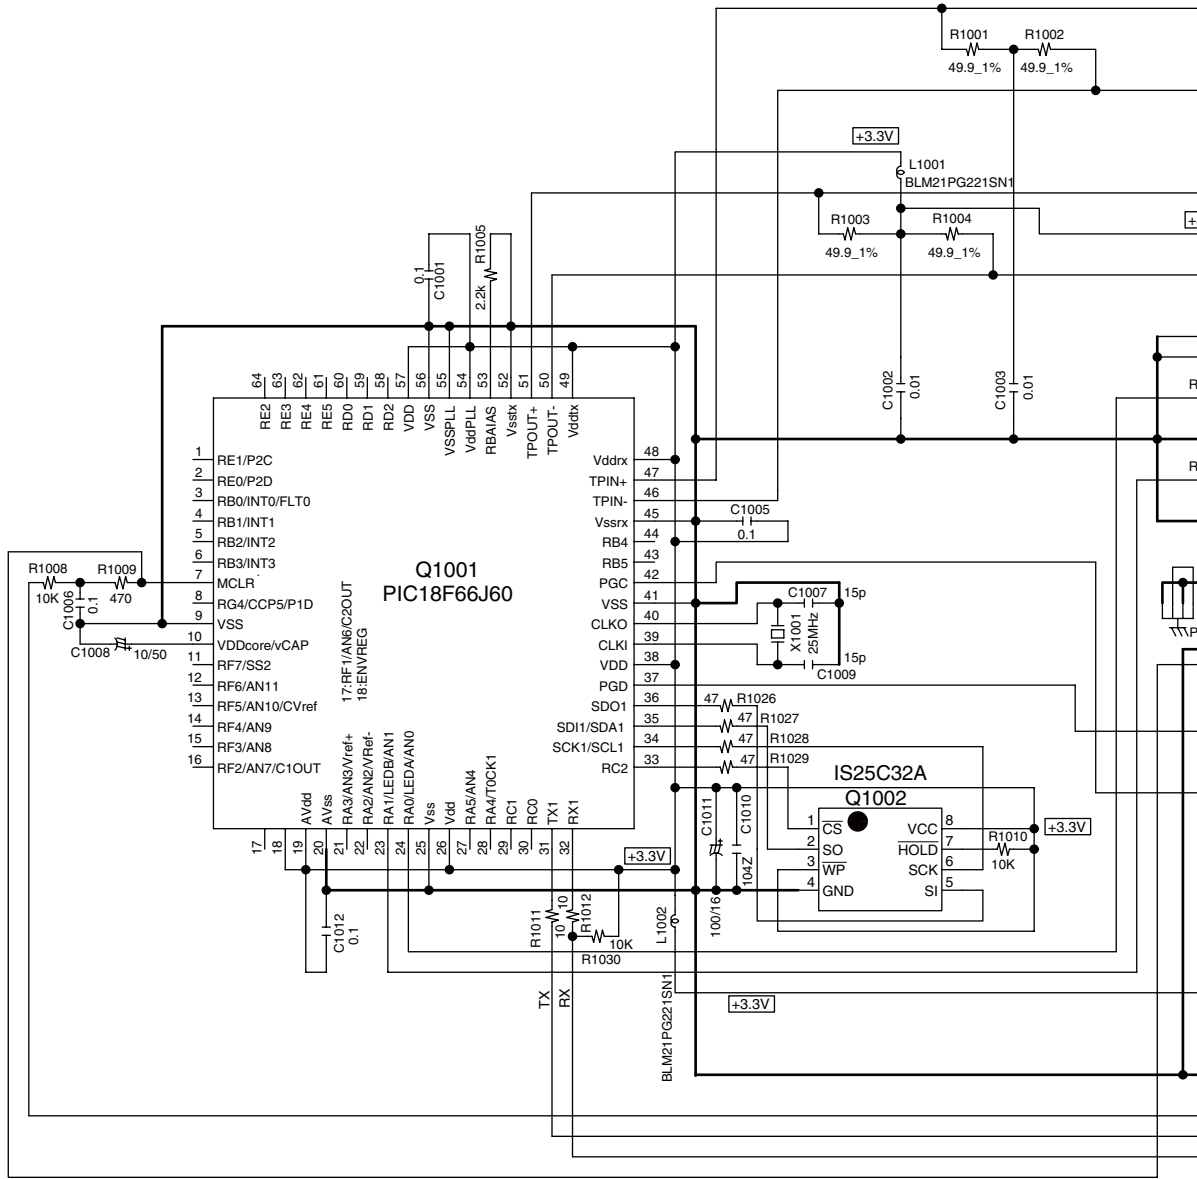 R1001
R1002
49.9_1%
49.9_1%
+3.3V
L1001
BLM21PG221SN1
R1003
R1004
49.9_1%
49.9_1%
+
0.1
C1001
2.2k
R1005
C1002
0.01
C1003
0.01
R
R
64
63
62
61
60
59
58
57
56
55
54
53
52
51
50
49
RE2
RE3
RE4
RE5
RD0
RD1
RD2
VDD
VSS
VSSPLL
VddPLL
RBAIAS
Vsstx
TPOUT+
TPOUT-
Vddtx
1 RE1/P2C
2 RE0/P2D
3 RB0/INT0/FLT0
4 RB1/INT1
5 RB2/INT2
6 RB3/INT3
7 MCLR
8 RG4/CCP5/P1D
9 VSS
10 VDDcore/vCAP
11 RF7/SS2
12 RF6/AN11
13 RF5/AN10/CVref
14 RF4/AN9
15 RF3/AN8
16 RF2/AN7/C1OUT
Q1001
PIC18F66J60
17:RF1/AN6/C2OUT
18:ENVREG
Vddrx 48
TPIN+ 47
TPIN- 46
Vssrx 45
RB4 44
RB5 43
PGC 42
VSS 41
CLKO 40
CLKI 39
VDD 38
PGD 37
SDO1 36
SDI1/SDA1 35
SCK1/SCL1 34
RC2 33
R1008
10K
R1009
470
C1006
0.1
C1008
10/50
C1005
0.1
C1007
15p
X1001
25MHz
15p
C1009
P
47 R1026
47 R1027
47 R1028
47 R1029
AVdd
AVss
RA3/AN3/Vref+
RA2/AN2/VRef-
RA1/LEDB/AN1
RA0/LEDA/AN0
Vss
Vdd
RA5/AN4
RA4/T0CK1
RC1
RC0
TX1
RX1
17
18
19
20
21
22
23
24
25
26
27
28
29
30
31
32
IS25C32A
Q1002
1 CS
2 SO
3 WP
4 GND
VCC 8
HOLD 7
SCK 6
SI 5
C1011
100/16
C1010
104Z
R1010
10K
+3.3V
+3.3V
C1012
0.1
R1011
10
10
R1012
10K
R1030
L1002
BLM21PG221SN1
TX
RX
+3.3V